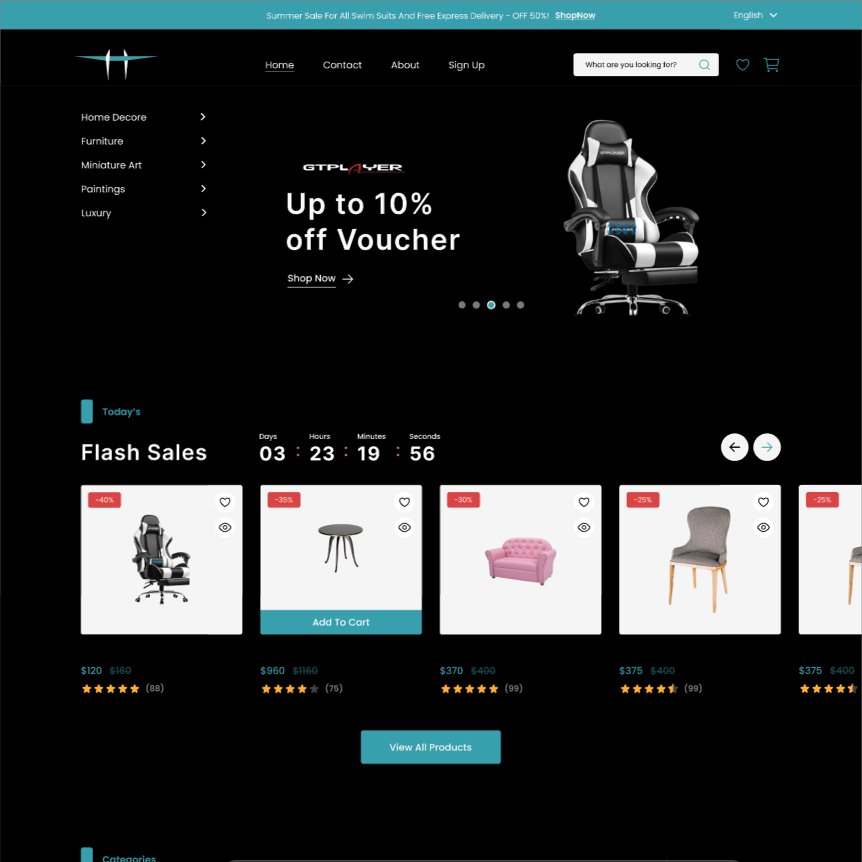 Summer Sale For All Swim Suits And Free Express Delivery - OFF 50%! ShopNow
English
Home Contact About Sign Up
What are you looking for?
Home Decore
Furniture
Miniature Art
Paintings
Luxury
GTPLAYER
Up to 10%
off Voucher
Shop Now
GTPLAYER
Today's
Flash Sales
Days Hours Minutes Seconds
03 : 23 : 19 : 56
-40% -35% -30% -25% -25%
Add To Cart
$120 $160 $960 $1160 $370 $400 $375 $400 $375 $400
(88) (75) (99) (99)
View All Products
Categories